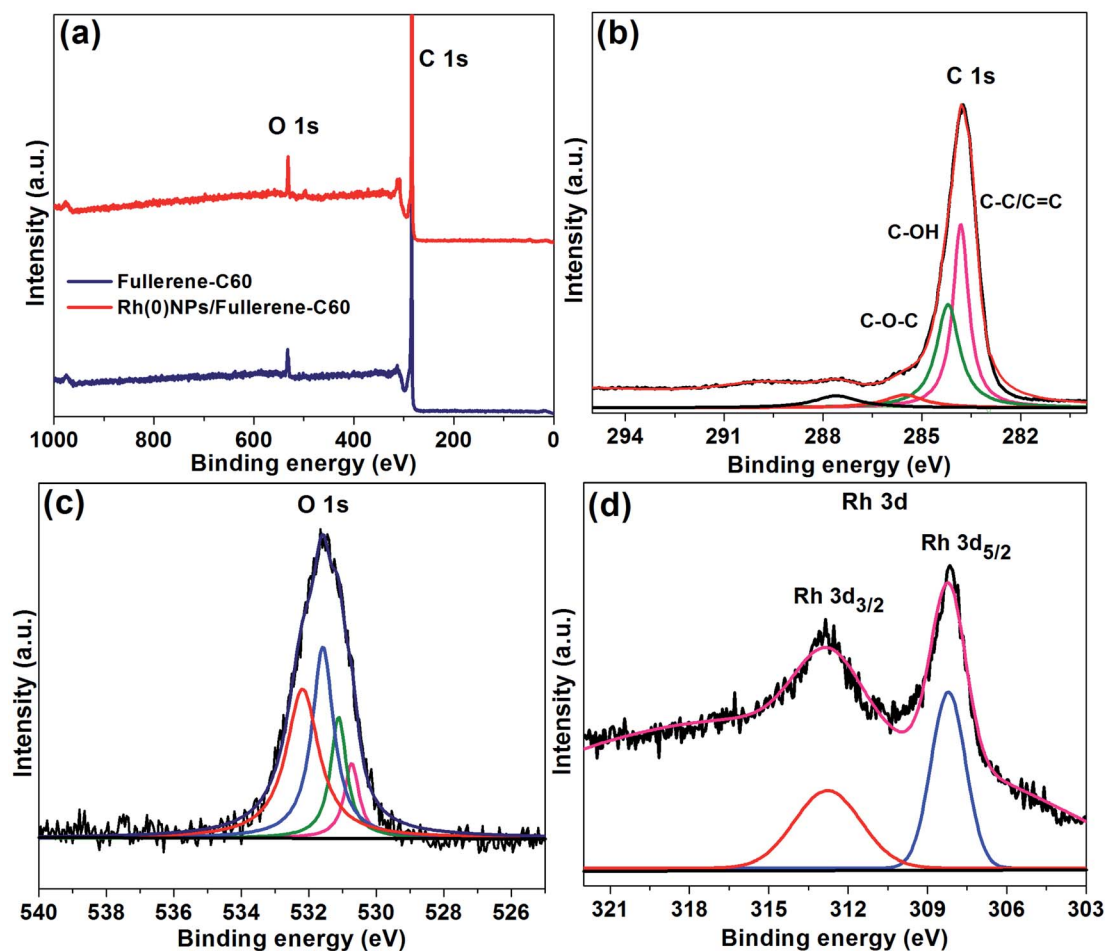 (a)
C 1s
O 1s
Fullerene-C60
Rh(0)NPs/Fullerene-C60
Intensity (a.u.)
1000 800 600 400 200 0
Binding energy (eV)
(b)
C 1s
C-C/C=C
C-OH
C-O-C
Intensity (a.u.)
294 291 288 285 282
Binding energy (eV)
(c)
O 1s
Intensity (a.u.)
540 538 536 534 532 530 528 526
Binding energy (eV)
(d)
Rh 3d
Rh 3d5/2
Rh 3d3/2
Intensity (a.u.)
321 318 315 312 309 306 303
Binding energy (eV)